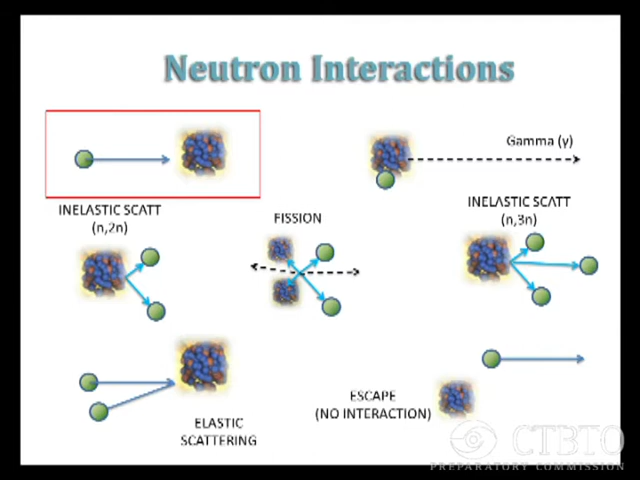 Neutron Interactions
Gamma (γ)
INELASTIC SCATT
(n,2n)
FISSION
INELASTIC SCATT
(n,3n)
ELASTIC
SCATTERING
ESCAPE
(NO INTERACTION)
CTBTO
PREPARATORY COMMISSION